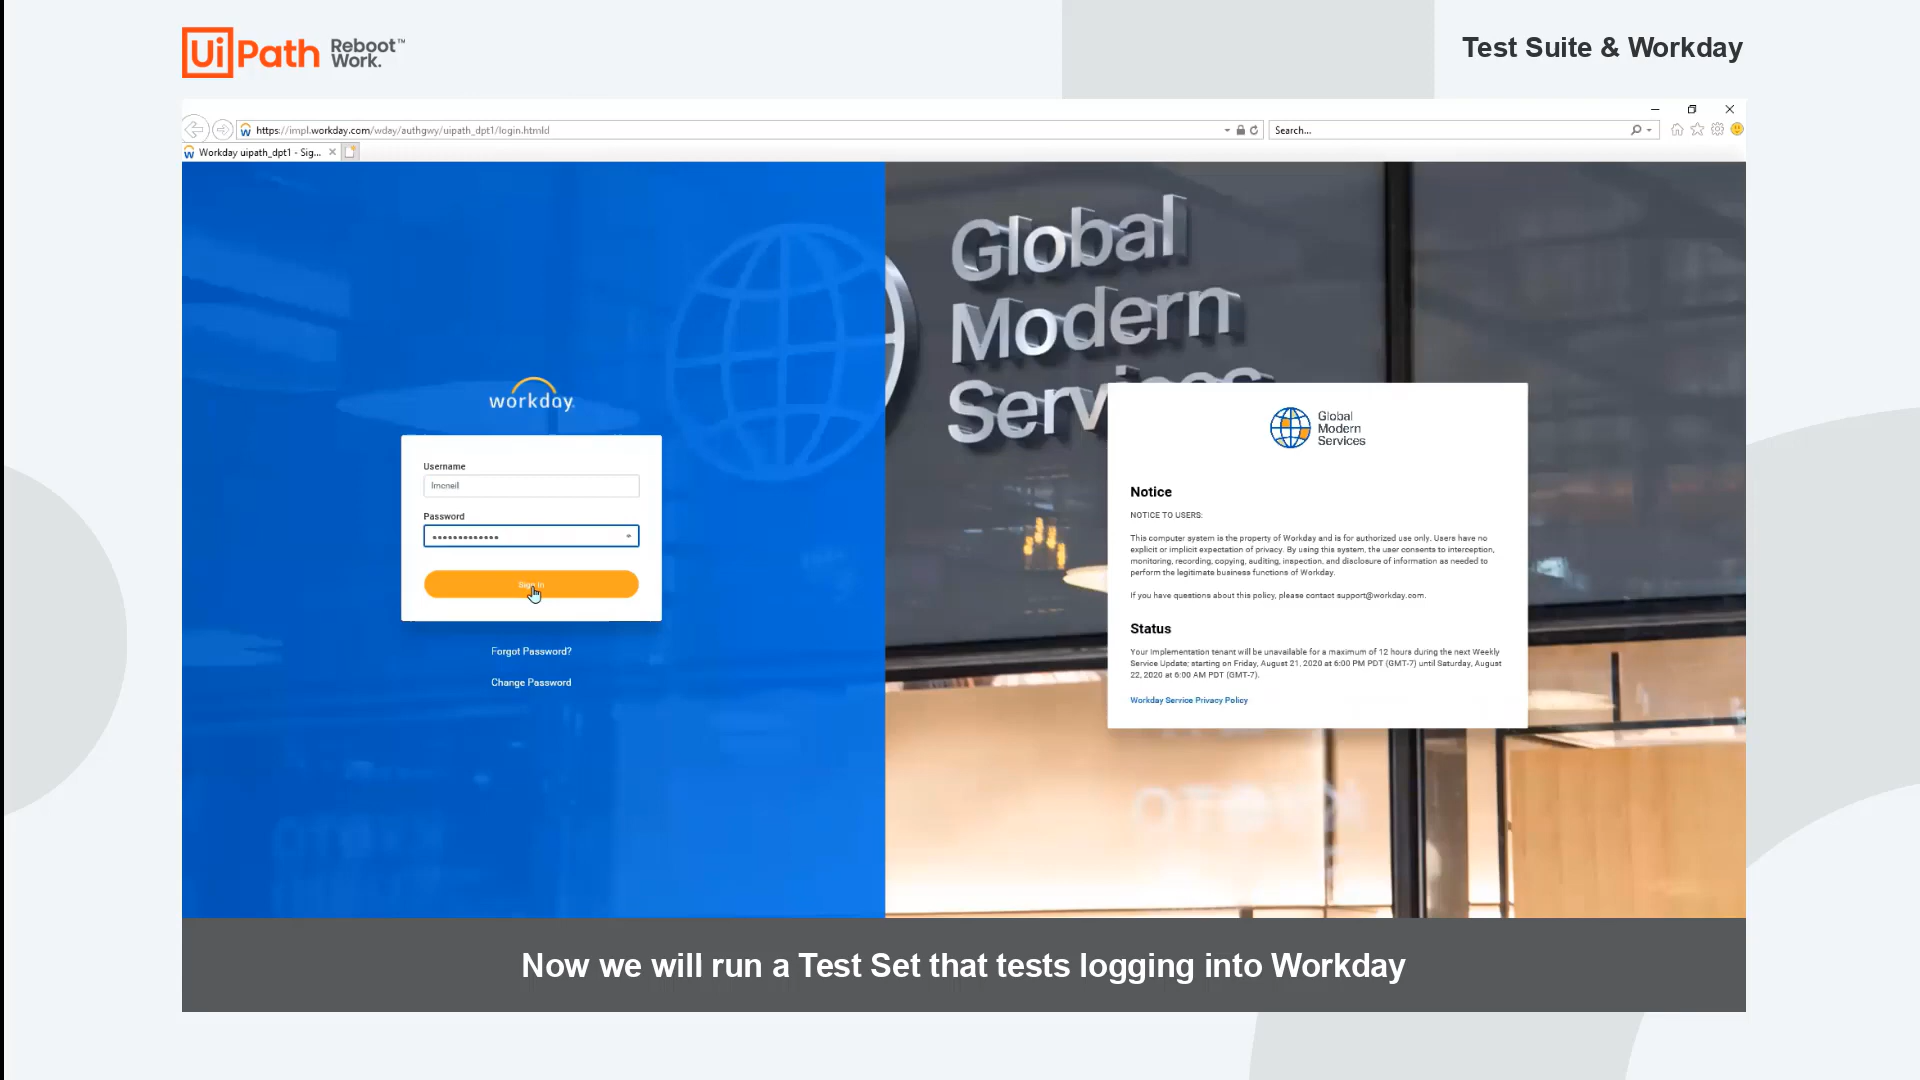 UiPath Reboot Work.™
Test Suite & Workday
https://impl.workday.com/wday/authgwy/uipath_dpt1/login.htmld
Search...
Workday uipath_dpt1 - Sig...
Global
Modern
Services
workday.
Username
lmcneil
Password
Sign In
Forgot Password?
Change Password
Global
Modern
Services
Notice
NOTICE TO USERS:
This computer system is the property of Workday and is for authorized use only. Users have no
explicit or implicit expectation of privacy. By using this system, the user consents to interception,
monitoring, recording, copying, auditing, inspection, and disclosure of information as needed to
perform the legitimate business functions of Workday.
If you have questions about this policy, please contact support@workday.com.
Status
Your Implementation tenant will be unavailable for a maximum of 12 hours during the next Weekly
Service Update; starting on Friday, August 21, 2020 at 6:00 PM PDT (GMT-7) until Saturday, August
22, 2020 at 6:00 AM PDT (GMT-7).
Workday Service Privacy Policy
Now we will run a Test Set that tests logging into Workday